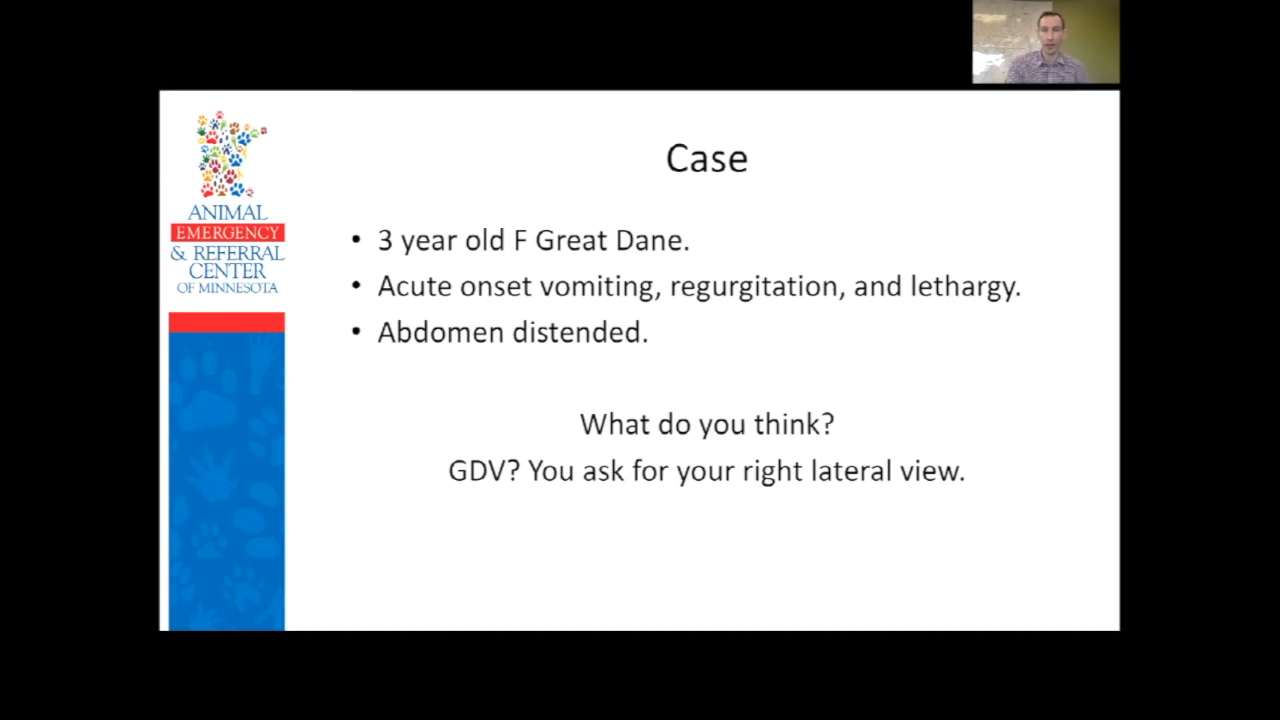 ANIMAL
EMERGENCY
& REFERRAL
CENTER
OF MINNESOTA
Case
• 3 year old F Great Dane.
• Acute onset vomiting, regurgitation, and lethargy.
• Abdomen distended.
What do you think?
GDV? You ask for your right lateral view.